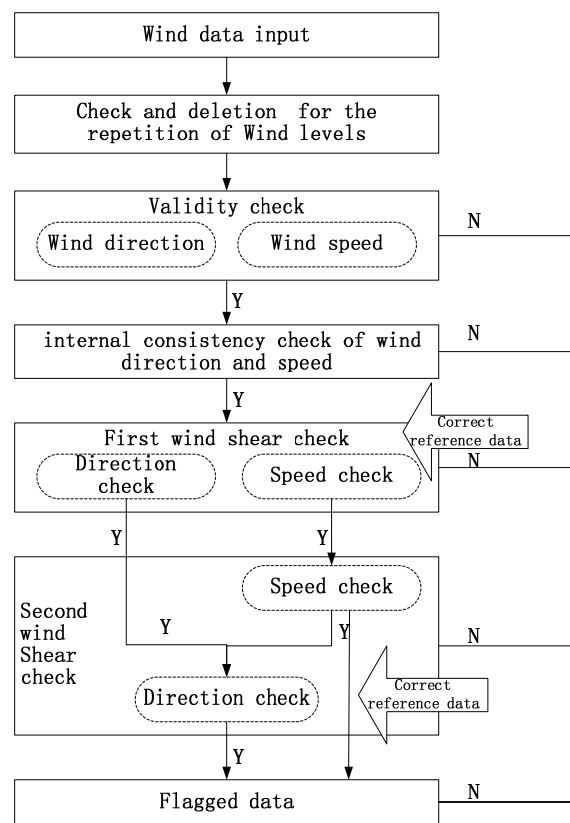 Wind data input
Check and deletion for the
repetition of Wind levels
Validity check
Wind direction
Wind speed
N
Y
internal consistency check of wind
direction and speed
N
Y
First wind shear check
Correct
reference data
Direction
check
Speed check
N
Y
Y
Second
wind
Shear
check
Speed check
Y
Y
N
Direction check
Correct
reference data
Y
Flagged data
N